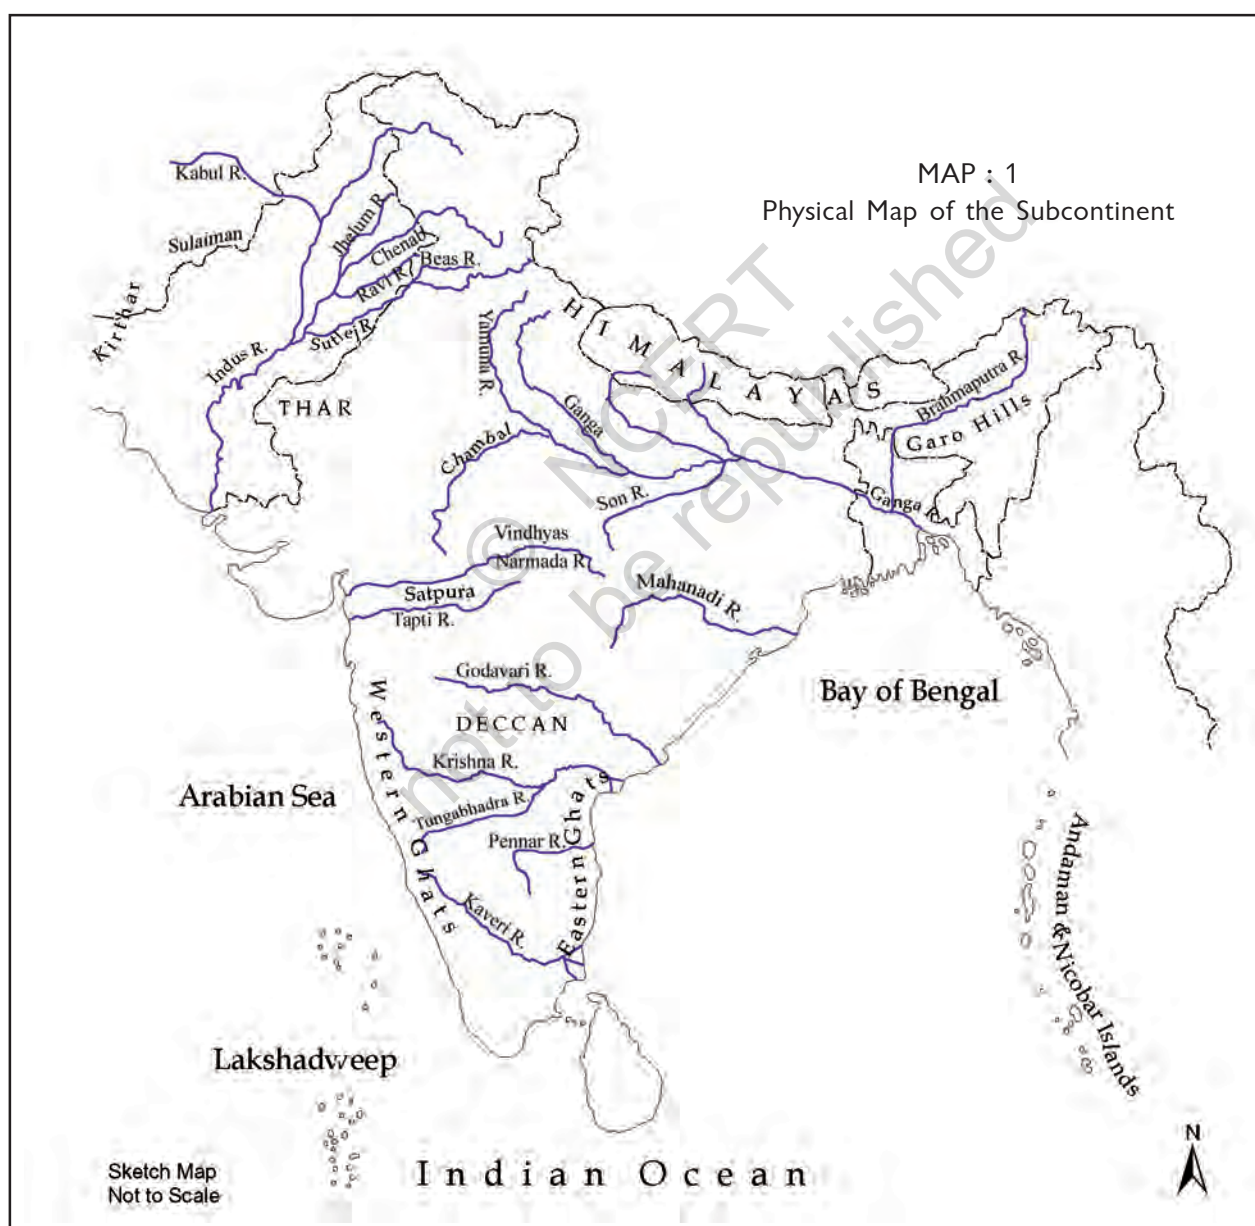 MAP : 1
Physical Map of the Subcontinent
Kabul R.
Sulaiman
Kirthar
Jhelum R.
Chenab
Ravi R.
Beas R.
Sutlej R.
Indus R.
THAR
HIMALAYAS
Yamuna R.
Ganga
Chambal
Brahmaputra R.
Garo Hills
Ganga R.
Son R.
Vindhyas
Narmada R.
Satpura
Tapti R.
Mahanadi R.
Godavari R.
DECCAN
Krishna R.
Tungabhadra R.
Pennar R.
Kaveri R.
Western Ghats
Eastern Ghats
Bay of Bengal
Arabian Sea
Andaman & Nicobar Islands
Lakshadweep
Indian Ocean
Sketch Map
Not to Scale
N
© NCERT
not to be republished